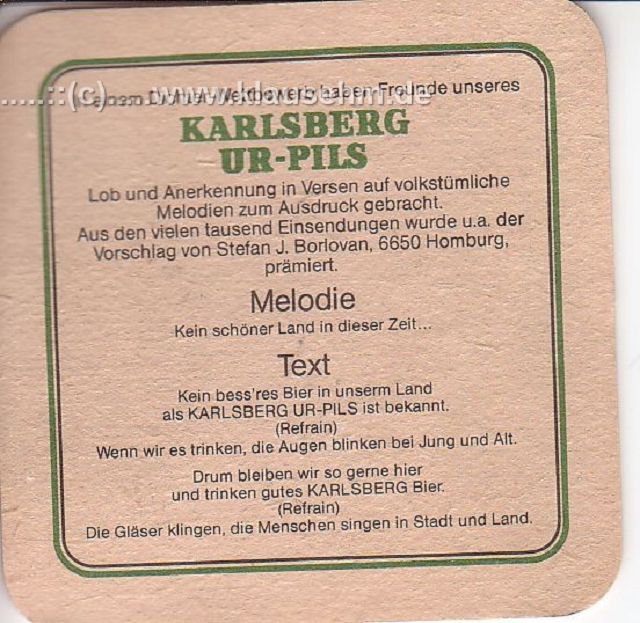 einem Dichter-Wettbewerb haben Freunde unseres
.....::(c) www.klausehm.de
KARLSBERG
UR-PILS
Lob und Anerkennung in Versen auf volkstümliche
Melodien zum Ausdruck gebracht.
Aus den vielen tausend Einsendungen wurde u.a. der
Vorschlag von Stefan J. Borlovan, 6650 Homburg,
prämiert.
Melodie
Kein schöner Land in dieser Zeit...
Text
Kein bess'res Bier in unserm Land
als KARLSBERG UR-PILS ist bekannt.
(Refrain)
Wenn wir es trinken, die Augen blinken bei Jung und Alt.
Drum bleiben wir so gerne hier
und trinken gutes KARLSBERG Bier.
(Refrain)
Die Gläser klingen, die Menschen singen in Stadt und Land.